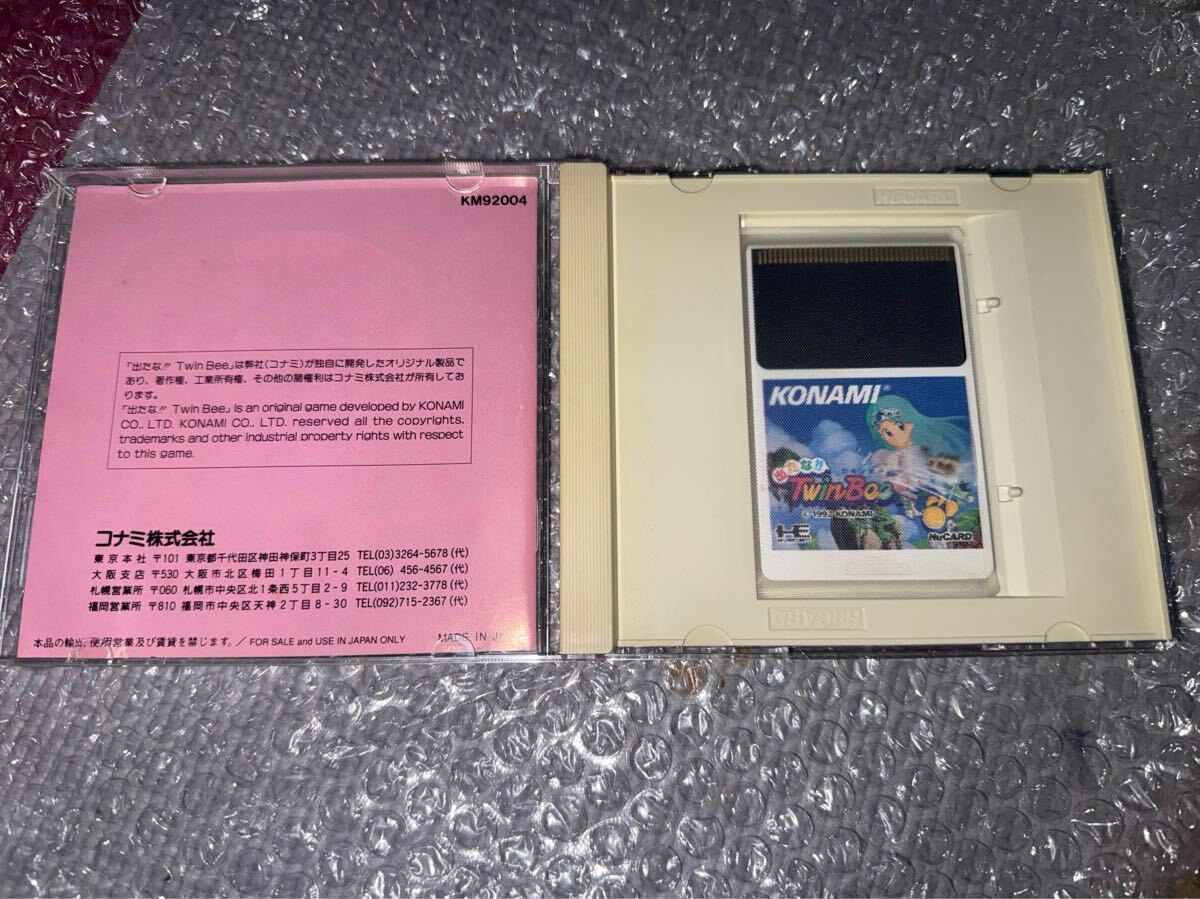 KM92004
「出たな!! Twin Bee」は弊社(コナミ)が独自に開発したオリジナル製品で
あり、著作権、工業所有権、その他の諸権利はコナミ株式会社が所有してお
ります。
「出たな!! Twin Bee」 is an original game developed by KONAMI
CO., LTD. KONAMI CO., LTD. reserved all the copyrights,
trademarks and other industrial property rights with respect
to this game.
コナミ株式会社
東京本社 〒101 東京都千代田区神田神保町3丁目25 TEL(03)3264-5678(代)
大阪支店 〒530 大阪市北区梅田1丁目11-4 TEL(06) 456-4567(代)
札幌営業所 〒060 札幌市中央区北1条西5丁目2-9 TEL(011)232-3778(代)
福岡営業所 〒810 福岡市中央区天神2丁目8-30 TEL(092)715-2367(代)
本品の輸出、使用営業及び賃貸を禁じます。/ FOR SALE and USE IN JAPAN ONLY
MADE IN
HuCARD
KONAMI®
出たな!!
TwinBee
©1992 KONAMI
HuCARD
HuCARD